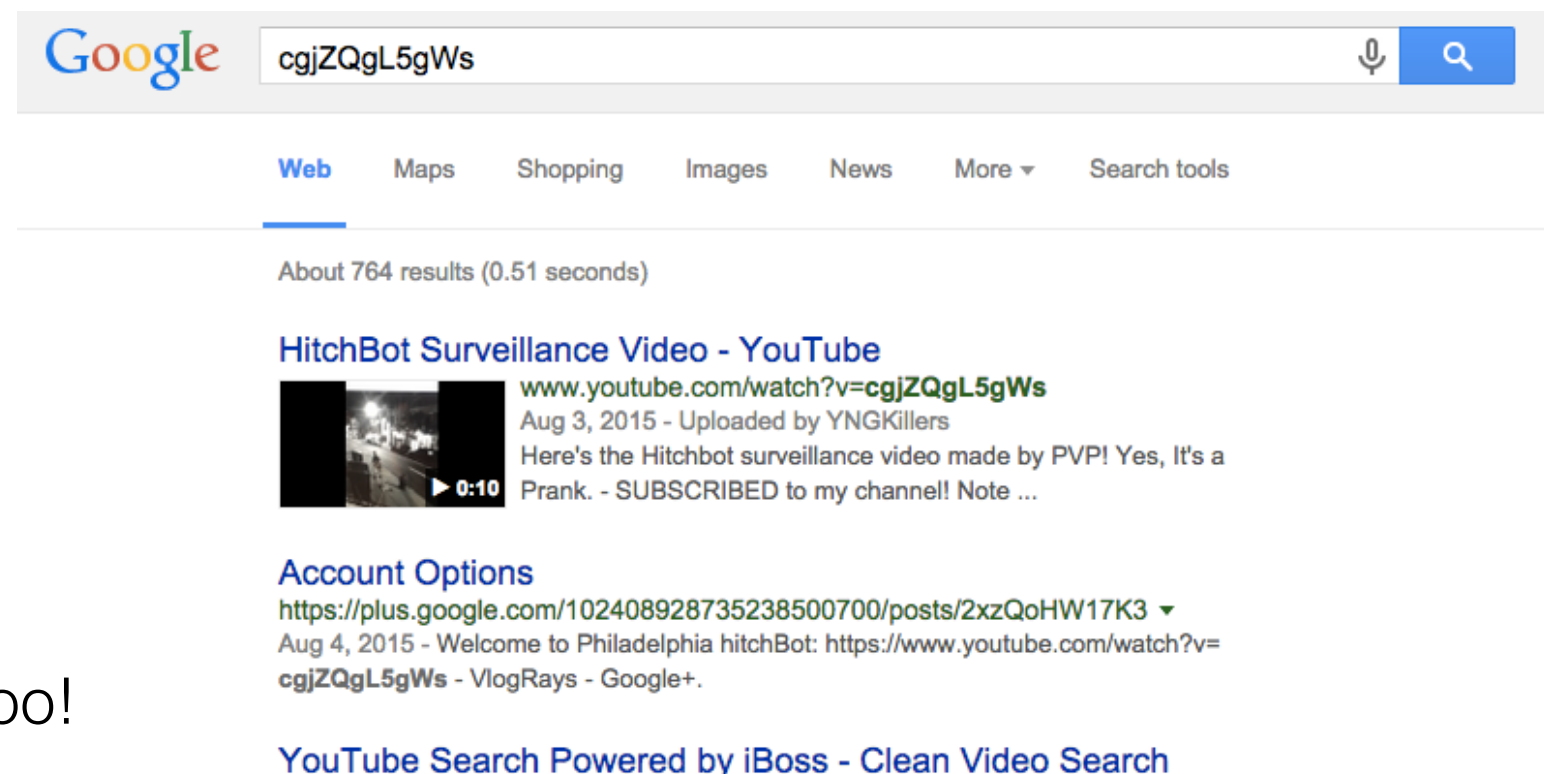 Google cgjZQgL5gWs
Web Maps Shopping Images News More Search tools
About 764 results (0.51 seconds)
HitchBot Surveillance Video - YouTube
www.youtube.com/watch?v=cgjZQgL5gWs
Aug 3, 2015 - Uploaded by YNGKillers
Here's the Hitchbot surveillance video made by PVP! Yes, It's a
0:10 Prank. - SUBSCRIBED to my channel! Note ...
Account Options
https://plus.google.com/102408928735238500700/posts/2xzQoHW17K3
Aug 4, 2015 - Welcome to Philadelphia hitchBot: https://www.youtube.com/watch?v=
cgjZQgL5gWs - VlogRays - Google+.
oo!
YouTube Search Powered by iBoss - Clean Video Search